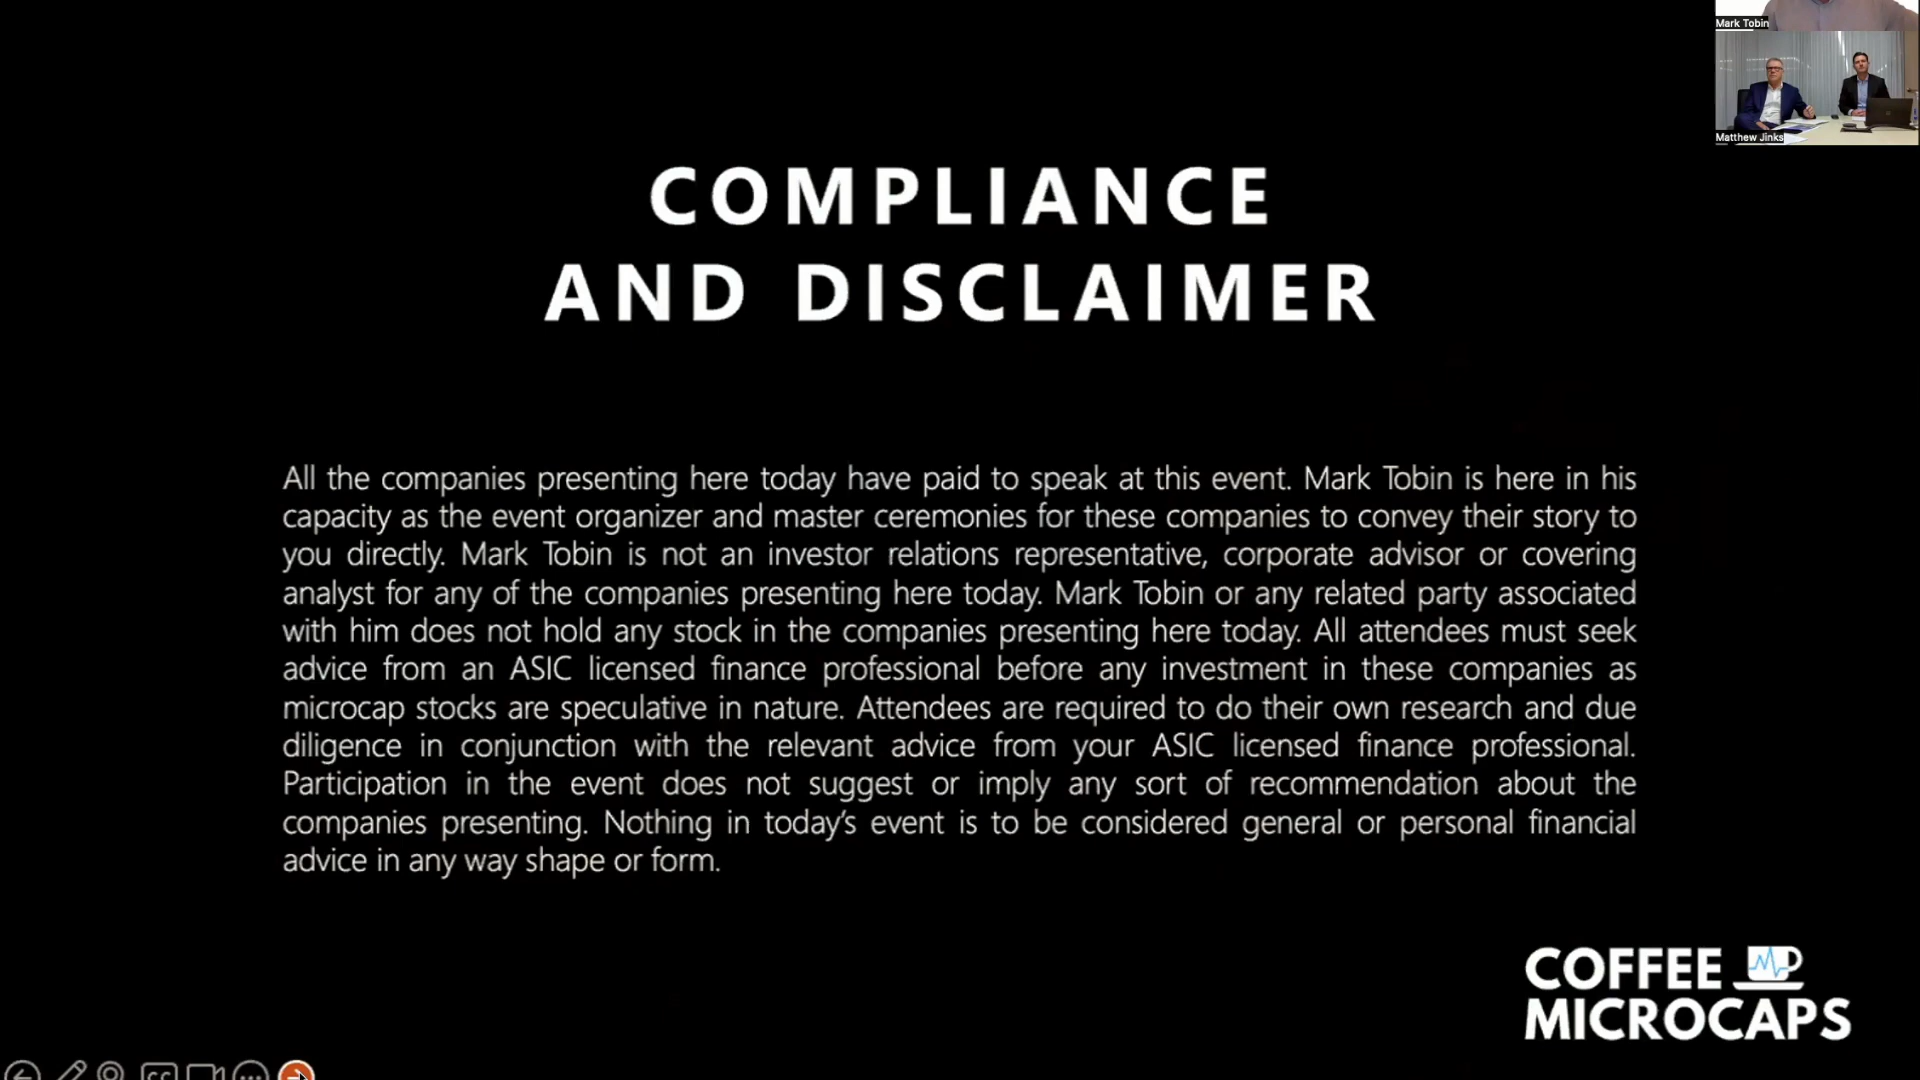 Mark Tobin
Matthew Jinks
COMPLIANCE
AND DISCLAIMER
All the companies presenting here today have paid to speak at this event. Mark Tobin is here in his
capacity as the event organizer and master ceremonies for these companies to convey their story to
you directly. Mark Tobin is not an investor relations representative, corporate advisor or covering
analyst for any of the companies presenting here today. Mark Tobin or any related party associated
with him does not hold any stock in the companies presenting here today. All attendees must seek
advice from an ASIC licensed finance professional before any investment in these companies as
microcap stocks are speculative in nature. Attendees are required to do their own research and due
diligence in conjunction with the relevant advice from your ASIC licensed finance professional.
Participation in the event does not suggest or imply any sort of recommendation about the
companies presenting. Nothing in today's event is to be considered general or personal financial
advice in any way shape or form.
COFFEE
MICROCAPS